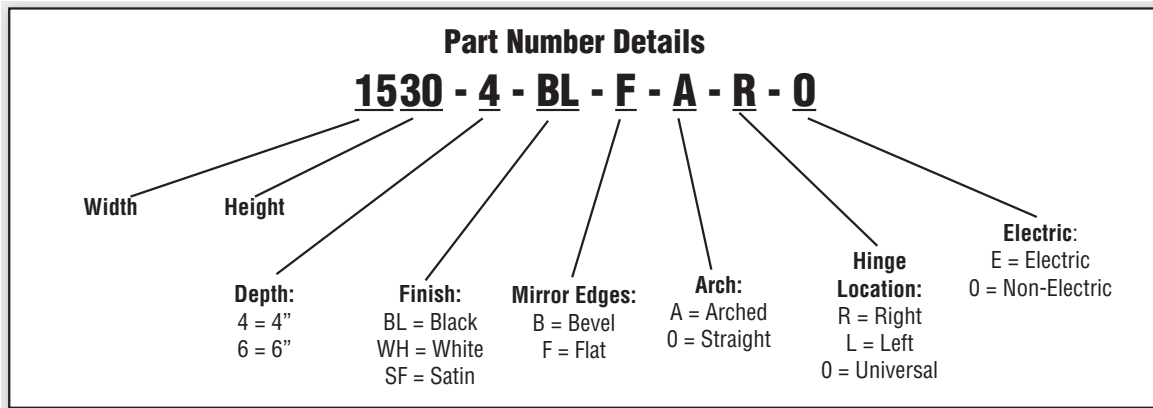 Part Number Details
1530 - 4 - BL - F - A - R - 0
Width
Height
Depth:
4 = 4”
6 = 6”
Finish:
BL = Black
WH = White
SF = Satin
Mirror Edges:
B = Bevel
F = Flat
Arch:
A = Arched
0 = Straight
Hinge
Location:
R = Right
L = Left
0 = Universal
Electric:
E = Electric
0 = Non-Electric